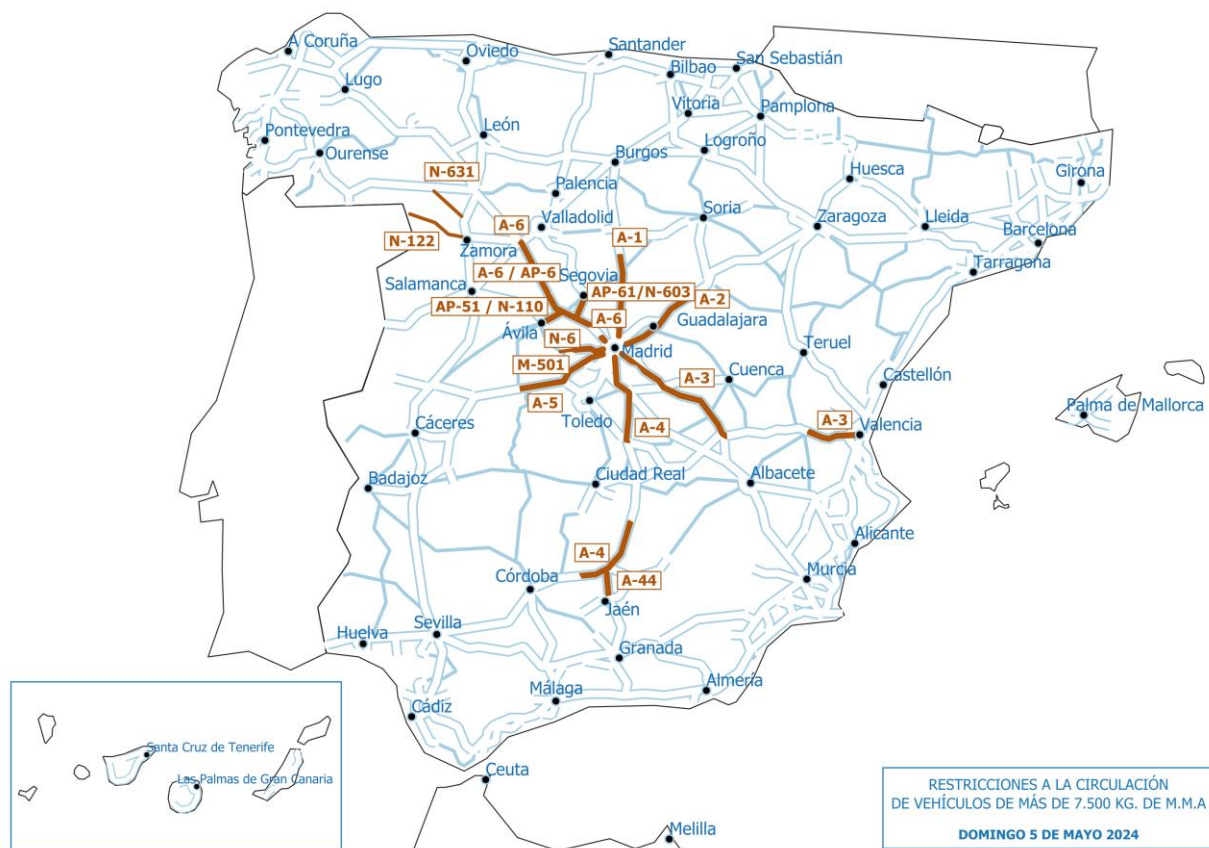 A Coruña
Oviedo
Santander
San Sebastián
Bilbao
Lugo
Vitoria
Pamplona
León
Pontevedra
Logroño
Ourense
Burgos
Huesca
Girona
N-631
Palencia
Soria
Valladolid
A-6
Zaragoza
Lleida
N-122
Zamora
A-1
Barcelona
A-6 / AP-6
Segovia
Tarragona
Salamanca
AP-61/N-603
A-2
AP-51 / N-110
A-6
Guadalajara
Ávila
N-6
Madrid
Teruel
M-501
A-3
Cuenca
Castellón
A-5
Toledo
Palma de Mallorca
A-3
Cáceres
A-4
Valencia
Badajoz
Ciudad Real
Albacete
Alicante
A-4
Córdoba
A-44
Murcia
Jaén
Sevilla
Huelva
Granada
Almería
Málaga
Cádiz
Santa Cruz de Tenerife
Las Palmas de Gran Canaria
Ceuta
Melilla
RESTRICCIONES A LA CIRCULACIÓN
DE VEHÍCULOS DE MÁS DE 7.500 KG. DE M.M.A
DOMINGO 5 DE MAYO 2024